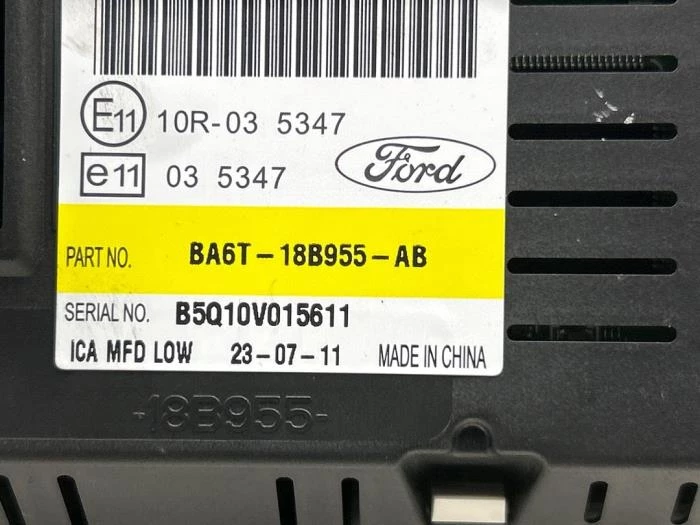 E11 10R-03 5347
e11 03 5347
Ford
PART NO. BA6T-18B955-AB
SERIAL NO. B5Q10V015611
ICA MFD LOW 23-07-11 MADE IN CHINA
-18B955-